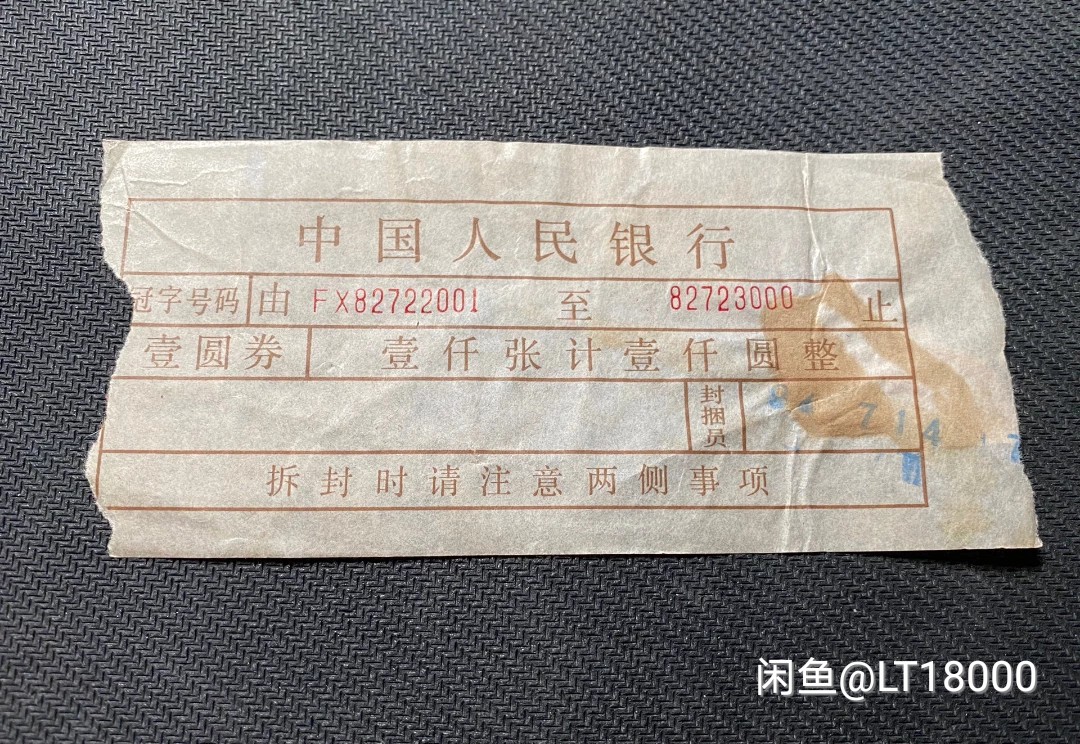 中国人民银行
冠字号码 由 FX82722001 至 82723000 止
壹圆券 壹仟张计壹仟圆整
封捆员
拆封时请注意两侧事项
闲鱼@LT18000